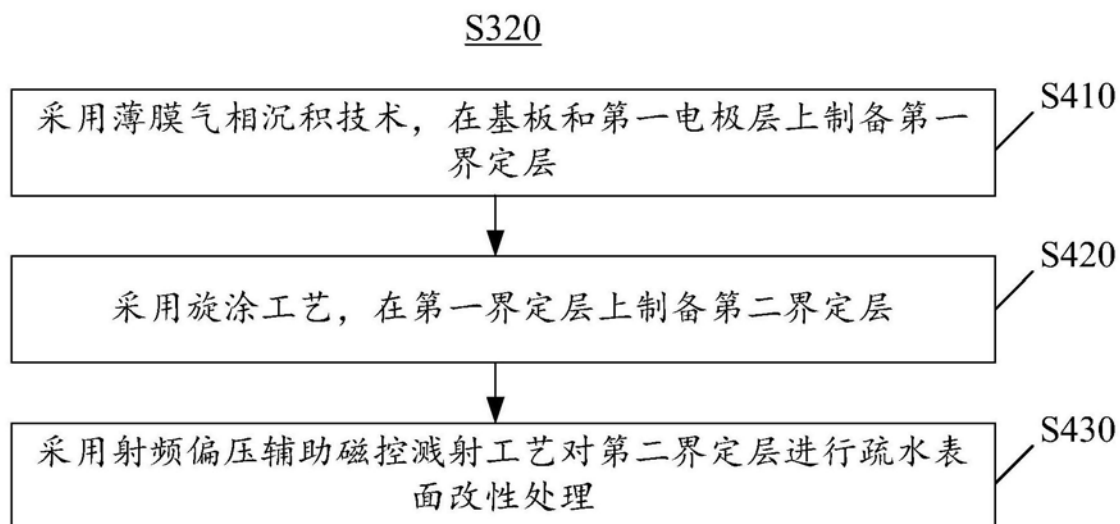 S320
S410
采用薄膜气相沉积技术，在基板和第一电极层上制备第一
界定层
S420
采用旋涂工艺，在第一界定层上制备第二界定层
S430
采用射频偏压辅助磁控溅射工艺对第二界定层进行疏水表
面改性处理